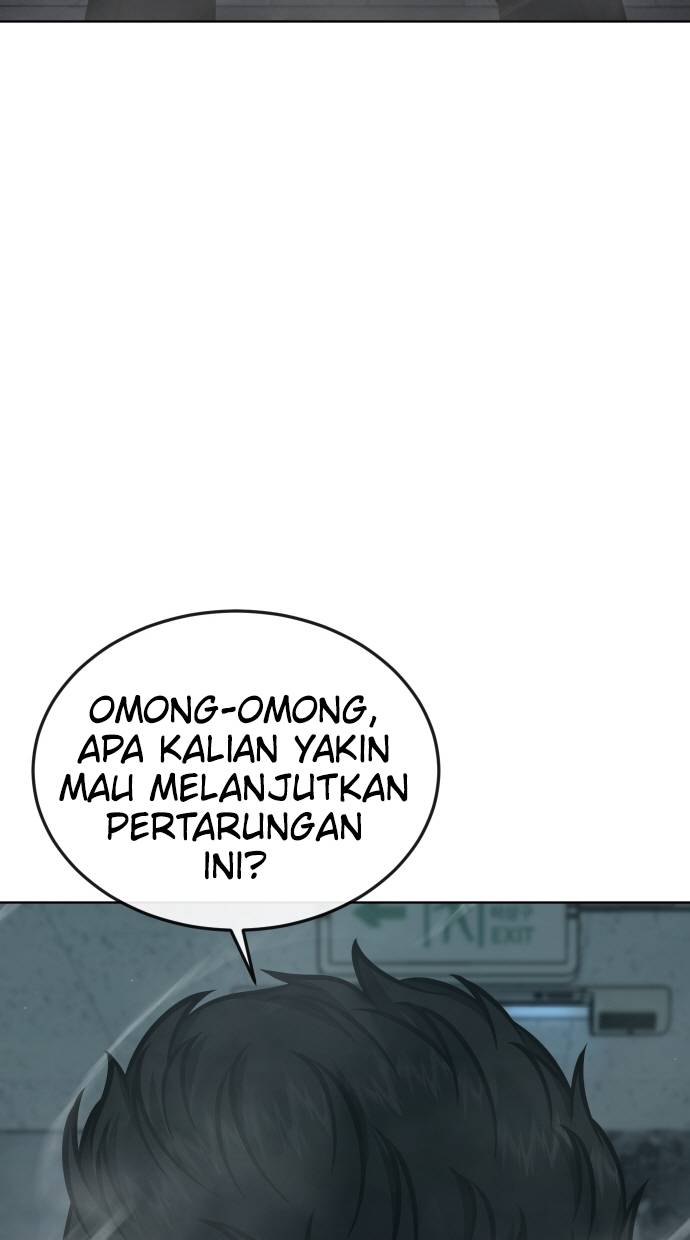 OMONG-OMONG,
APA KALIAN YAKIN
MAU MELANJUTKAN
PERTARUNGAN
INI?
EXIT